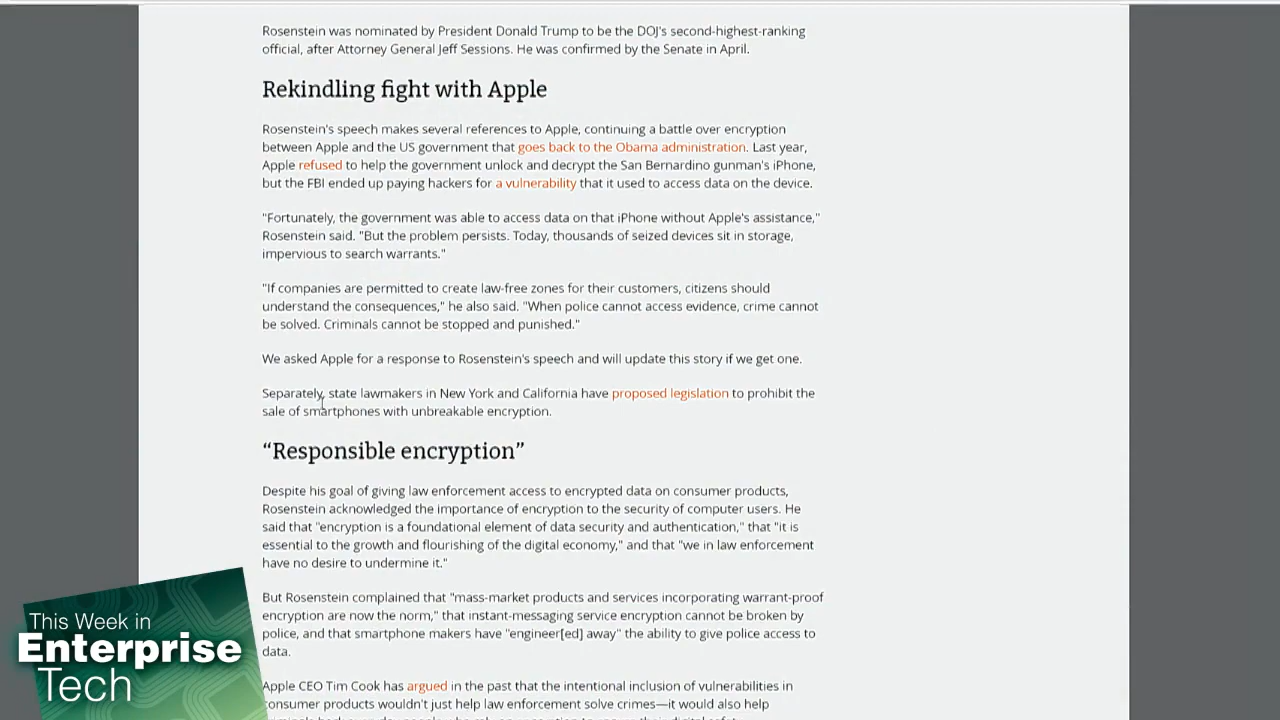 Rosenstein was nominated by President Donald Trump to be the DOJ's second-highest-ranking
official, after Attorney General Jeff Sessions. He was confirmed by the Senate in April.
Rekindling fight with Apple
Rosenstein's speech makes several references to Apple, continuing a battle over encryption
between Apple and the US government that goes back to the Obama administration. Last year,
Apple refused to help the government unlock and decrypt the San Bernardino gunman's iPhone,
but the FBI ended up paying hackers for a vulnerability that it used to access data on the device.
"Fortunately, the government was able to access data on that iPhone without Apple's assistance,"
Rosenstein said. "But the problem persists. Today, thousands of seized devices sit in storage,
impervious to search warrants."
"If companies are permitted to create law-free zones for their customers, citizens should
understand the consequences," he also said. "When police cannot access evidence, crime cannot
be solved. Criminals cannot be stopped and punished."
We asked Apple for a response to Rosenstein's speech and will update this story if we get one.
Separately, state lawmakers in New York and California have proposed legislation to prohibit the
sale of smartphones with unbreakable encryption.
“Responsible encryption”
Despite his goal of giving law enforcement access to encrypted data on consumer products,
Rosenstein acknowledged the importance of encryption to the security of computer users. He
said that "encryption is a foundational element of data security and authentication," that "it is
essential to the growth and flourishing of the digital economy," and that "we in law enforcement
have no desire to undermine it."
But Rosenstein complained that "mass-market products and services incorporating warrant-proof
encryption are now the norm," that instant-messaging service encryption cannot be broken by
police, and that smartphone makers have "engineer[ed] away" the ability to give police access to
data.
Apple CEO Tim Cook has argued in the past that the intentional inclusion of vulnerabilities in
consumer products wouldn't just help law enforcement solve crimes—it would also help
This Week in
Enterprise
Tech